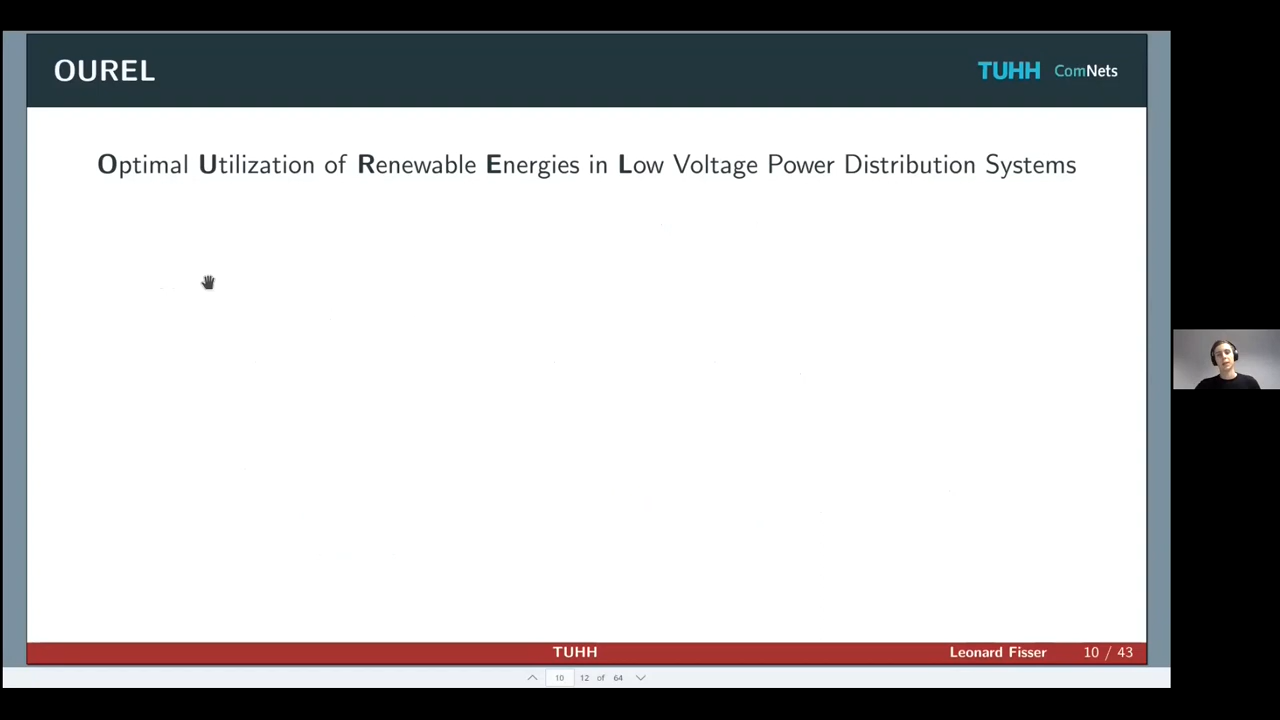 OUREL
TUHH ComNets
Optimal Utilization of Renewable Energies in Low Voltage Power Distribution Systems
TUHH
Leonard Fisser
10 / 43
10 12 of 64